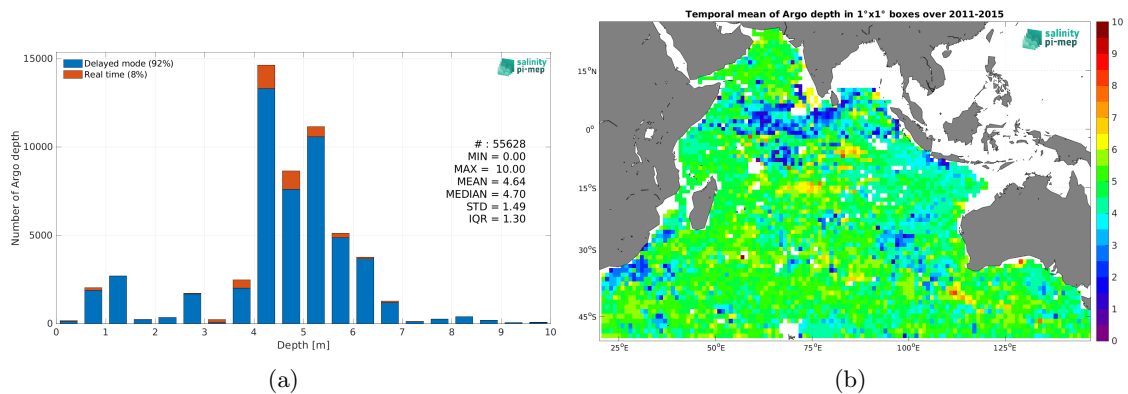 Delayed mode (92%)
Real time (8%)
salinity
pi-mep
# : 55628
MIN = 0.00
MAX = 10.00
MEAN = 4.64
MEDIAN = 4.70
STD = 1.49
IQR = 1.30
Number of Argo depth
15000
10000
5000
0
0 1 2 3 4 5 6 7 8 9 10
Depth [m]
(a)
Temporal mean of Argo depth in 1°x1° boxes over 2011-2015
salinity
pi-mep
15°N
0°
15°S
30°S
45°S
25°E 50°E 75°E 100°E 125°E
10
9
8
7
6
5
4
3
2
1
0
(b)